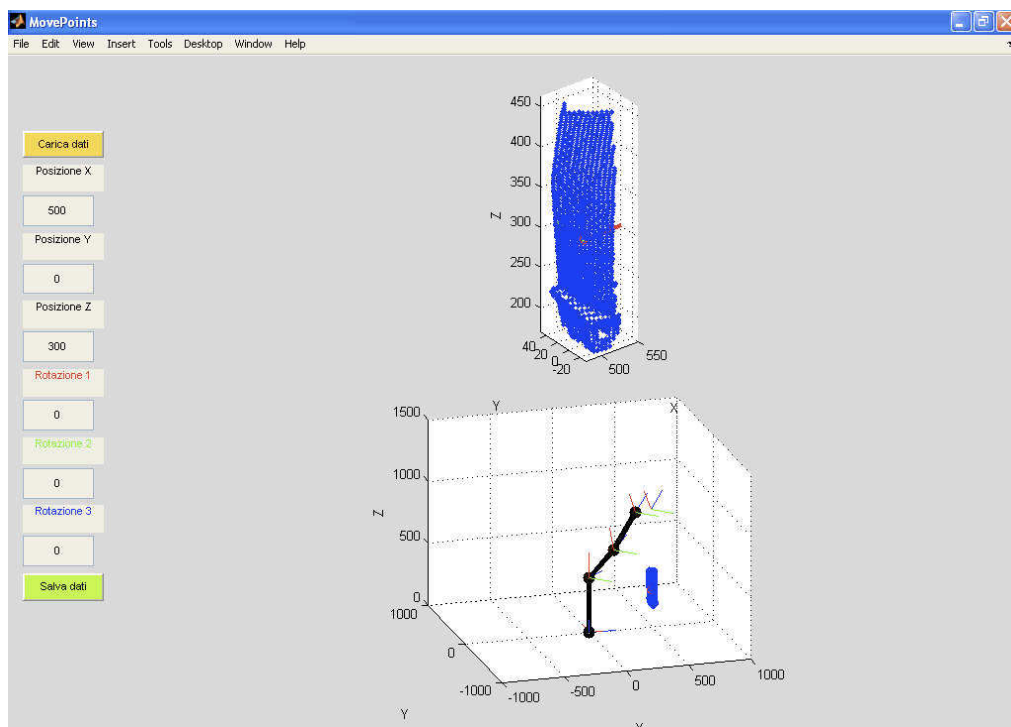 MovePoints
File Edit View Insert Tools Desktop Window Help
Carica dati
Posizione X
500
Posizione Y
0
Posizione Z
300
Rotazione 1
0
Rotazione 2
0
Rotazione 3
0
Salva dati
450
400
350
300
250
200
Z
40
20
0
-20
500
550
Y
X
1500
1000
500
0
Z
1000
0
-1000
-1000
-500
0
500
1000
Y